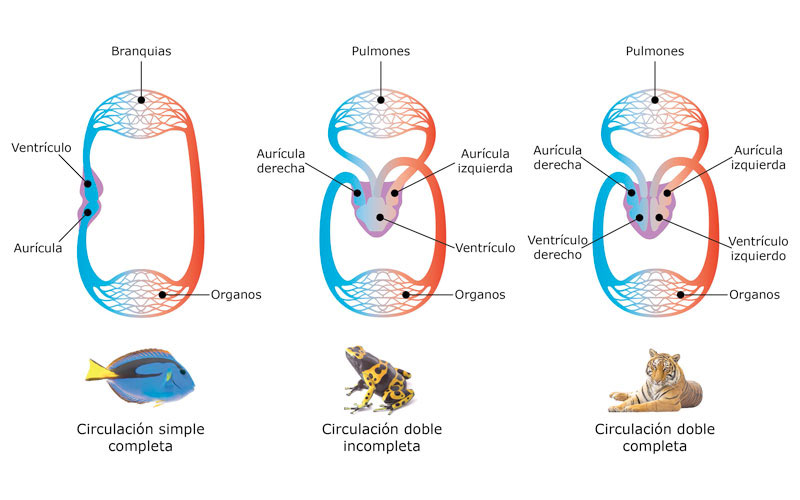 Branquias
Ventrículo
Aurícula
Organos
Circulación simple
completa
Pulmones
Aurícula
derecha
Aurícula
izquierda
Ventrículo
Organos
Circulación doble
incompleta
Pulmones
Aurícula
derecha
Aurícula
izquierda
Ventrículo
derecho
Ventrículo
izquierdo
Organos
Circulación doble
completa